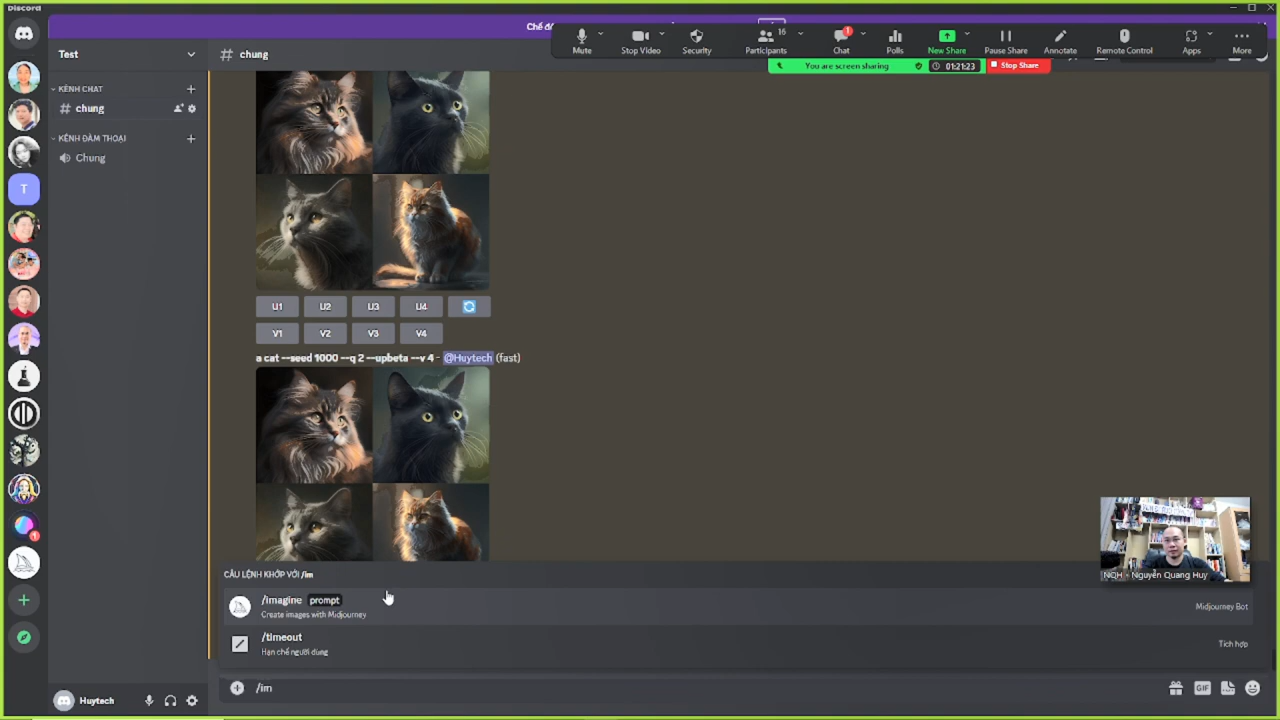 Discord
Chế đ
16
1
Mute
Stop Video
Security
Participants
Chat
Polls
New Share
Pause Share
Annotate
Remote Control
Apps
More
You are screen sharing
01:21:23
Stop Share
Test
# chung
KÊNH CHAT
# chung
KÊNH ĐÀM THOẠI
Chung
T
U1
U2
U3
U4
V1
V2
V3
V4
a cat --seed 1000 --q 2 --upbeta --v 4 - @Huytech (fast)
NQH - Nguyễn Quang Huy
1
CÂU LỆNH KHỚP VỚI /im
/imagine prompt
Create images with Midjourney
Midjourney Bot
/timeout
Hạn chế người dùng
Tích hợp
Huytech
/im
GIF